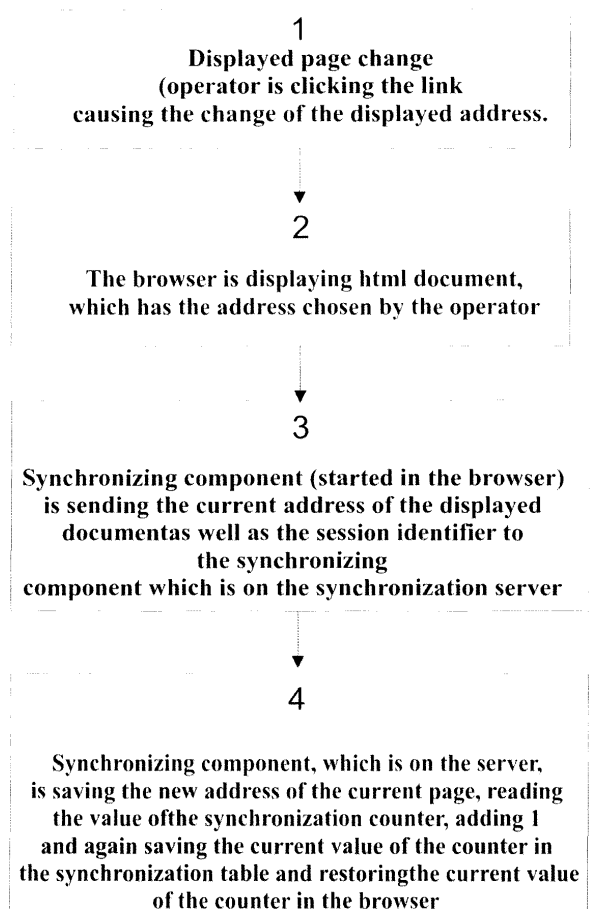 1
Displayed page change
(operator is clicking the link
causing the change of the displayed address.
2
The browser is displaying html document,
which has the address chosen by the operator
3
Synchronizing component (started in the browser)
is sending the current address of the displayed
documentas well as the session identifier to
the synchronizing
component which is on the synchronization server
4
Synchronizing component, which is on the server,
is saving the new address of the current page, reading
the value ofthe synchronization counter, adding 1
and again saving the current value of the counter in
the synchronization table and restoringthe current value
of the counter in the browser